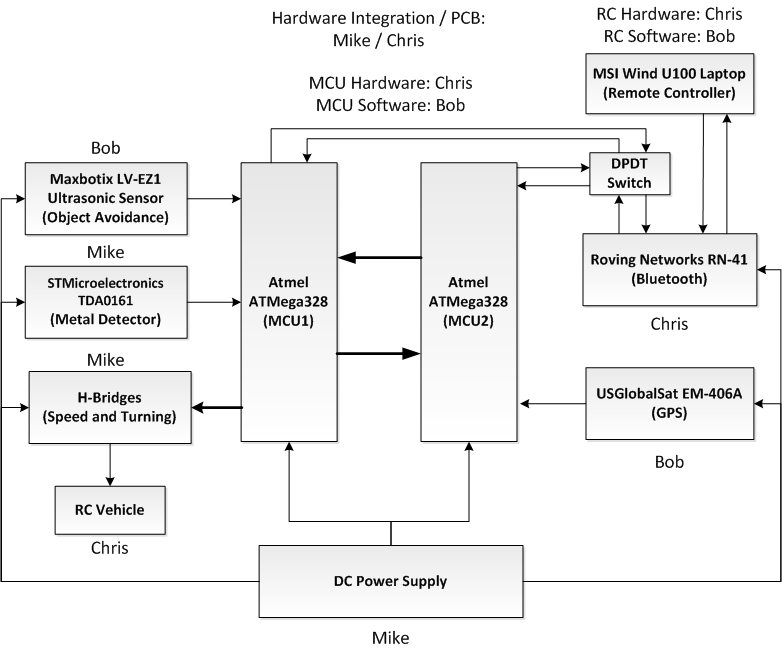 Hardware Integration / PCB:
Mike / Chris
RC Hardware: Chris
RC Software: Bob
MCU Hardware: Chris
MCU Software: Bob
MSI Wind U100 Laptop
(Remote Controller)
Bob
Maxbotix LV-EZ1
Ultrasonic Sensor
(Object Avoidance)
DPDT
Switch
Mike
STMicroelectronics
TDA0161
(Metal Detector)
Atmel
ATMega328
(MCU1)
Atmel
ATMega328
(MCU2)
Roving Networks RN-41
(Bluetooth)
Chris
Mike
H-Bridges
(Speed and Turning)
USGlobalSat EM-406A
(GPS)
Bob
RC Vehicle
Chris
DC Power Supply
Mike